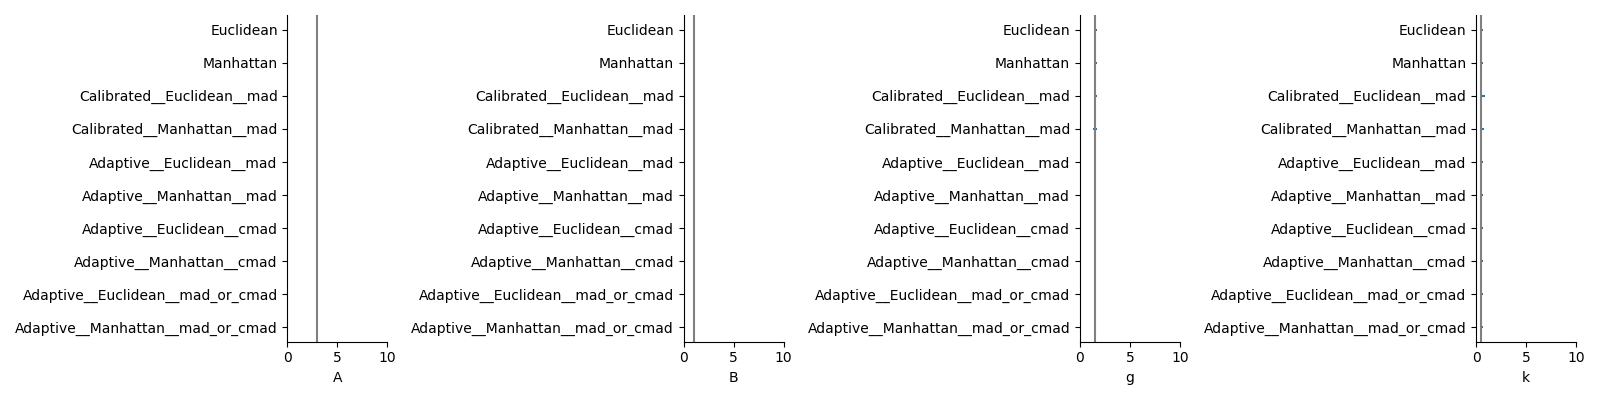 Euclidean
Manhattan
Calibrated__Euclidean__mad
Calibrated__Manhattan__mad
Adaptive__Euclidean__mad
Adaptive__Manhattan__mad
Adaptive__Euclidean__cmad
Adaptive__Manhattan__cmad
Adaptive__Euclidean__mad_or_cmad
Adaptive__Manhattan__mad_or_cmad
0 5 10
A
Euclidean
Manhattan
Calibrated__Euclidean__mad
Calibrated__Manhattan__mad
Adaptive__Euclidean__mad
Adaptive__Manhattan__mad
Adaptive__Euclidean__cmad
Adaptive__Manhattan__cmad
Adaptive__Euclidean__mad_or_cmad
Adaptive__Manhattan__mad_or_cmad
0 5 10
B
Euclidean
Manhattan
Calibrated__Euclidean__mad
Calibrated__Manhattan__mad
Adaptive__Euclidean__mad
Adaptive__Manhattan__mad
Adaptive__Euclidean__cmad
Adaptive__Manhattan__cmad
Adaptive__Euclidean__mad_or_cmad
Adaptive__Manhattan__mad_or_cmad
0 5 10
g
Euclidean
Manhattan
Calibrated__Euclidean__mad
Calibrated__Manhattan__mad
Adaptive__Euclidean__mad
Adaptive__Manhattan__mad
Adaptive__Euclidean__cmad
Adaptive__Manhattan__cmad
Adaptive__Euclidean__mad_or_cmad
Adaptive__Manhattan__mad_or_cmad
0 5 10
k